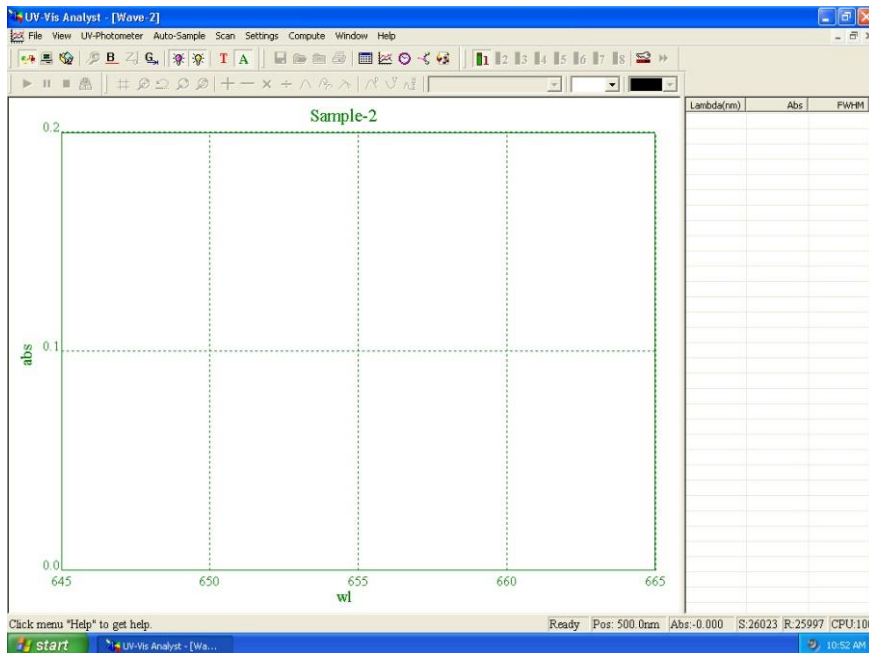 UV-Vis Analyst - [Wave-2]
File View UV-Photometer Auto-Sample Scan Settings Compute Window Help
B G T A 1 2 3 4 5 6 7 8
Sample-2
Lambda(nm) Abs FWHM
0.2
0.1
abs
0.0
645 650 655 660 665
wl
Click menu "Help" to get help. Ready Pos: 500.0nm Abs:-0.000 S:26023 R:25997 CPU:100
start UV-Vis Analyst - [Wa... 10:52 AM